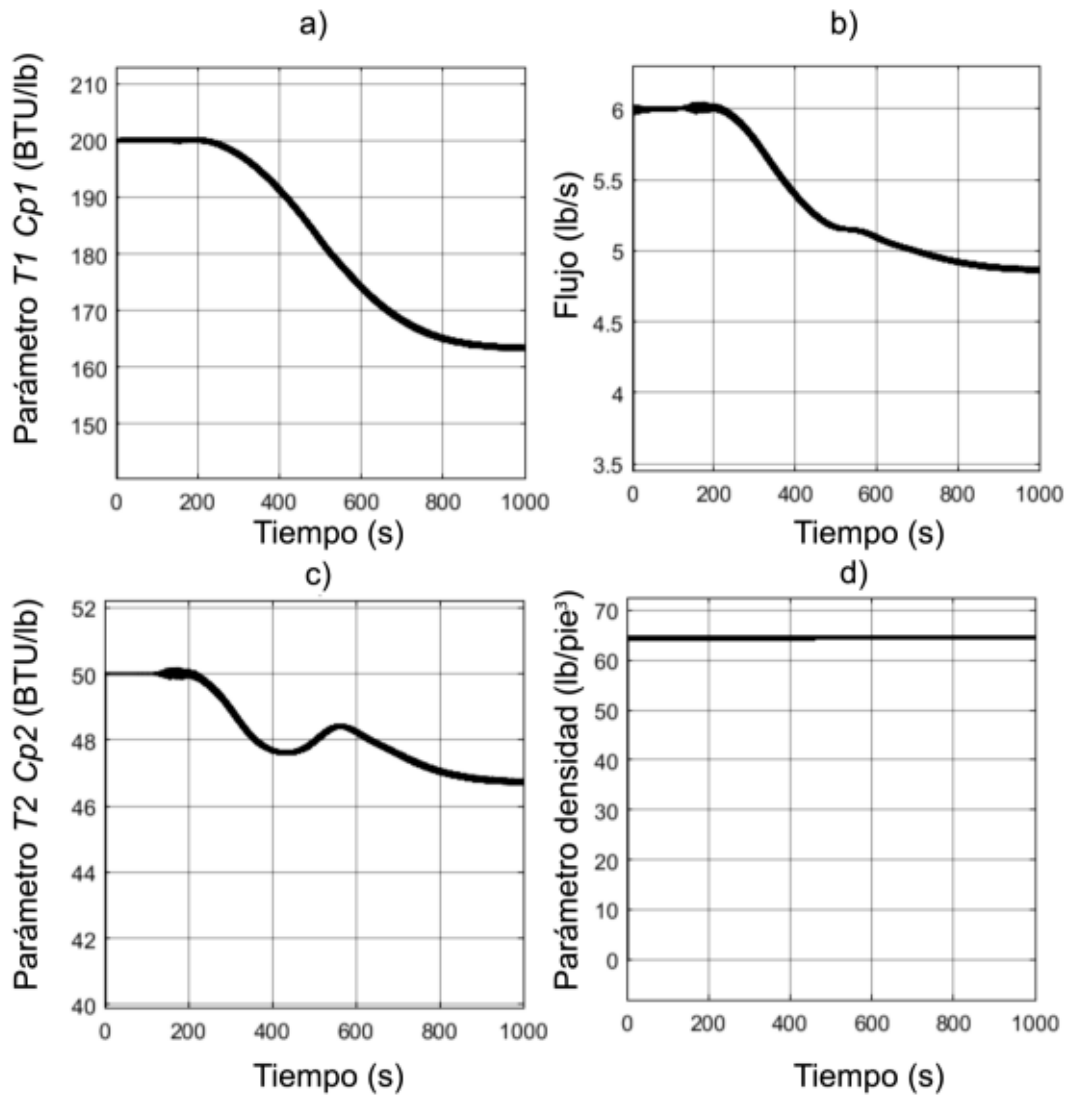 a)
Parámetro T1 Cp1 (BTU/lb)
210
200
190
180
170
160
150
0 200 400 600 800 1000
Tiempo (s)
b)
Flujo (lb/s)
6
5.5
5
4.5
4
3.5
0 200 400 600 800 1000
Tiempo (s)
c)
Parámetro T2 Cp2 (BTU/lb)
52
50
48
46
44
42
40
0 200 400 600 800 1000
Tiempo (s)
d)
Parámetro densidad (lb/pie³)
70
60
50
40
30
20
10
0
0 200 400 600 800 1000
Tiempo (s)